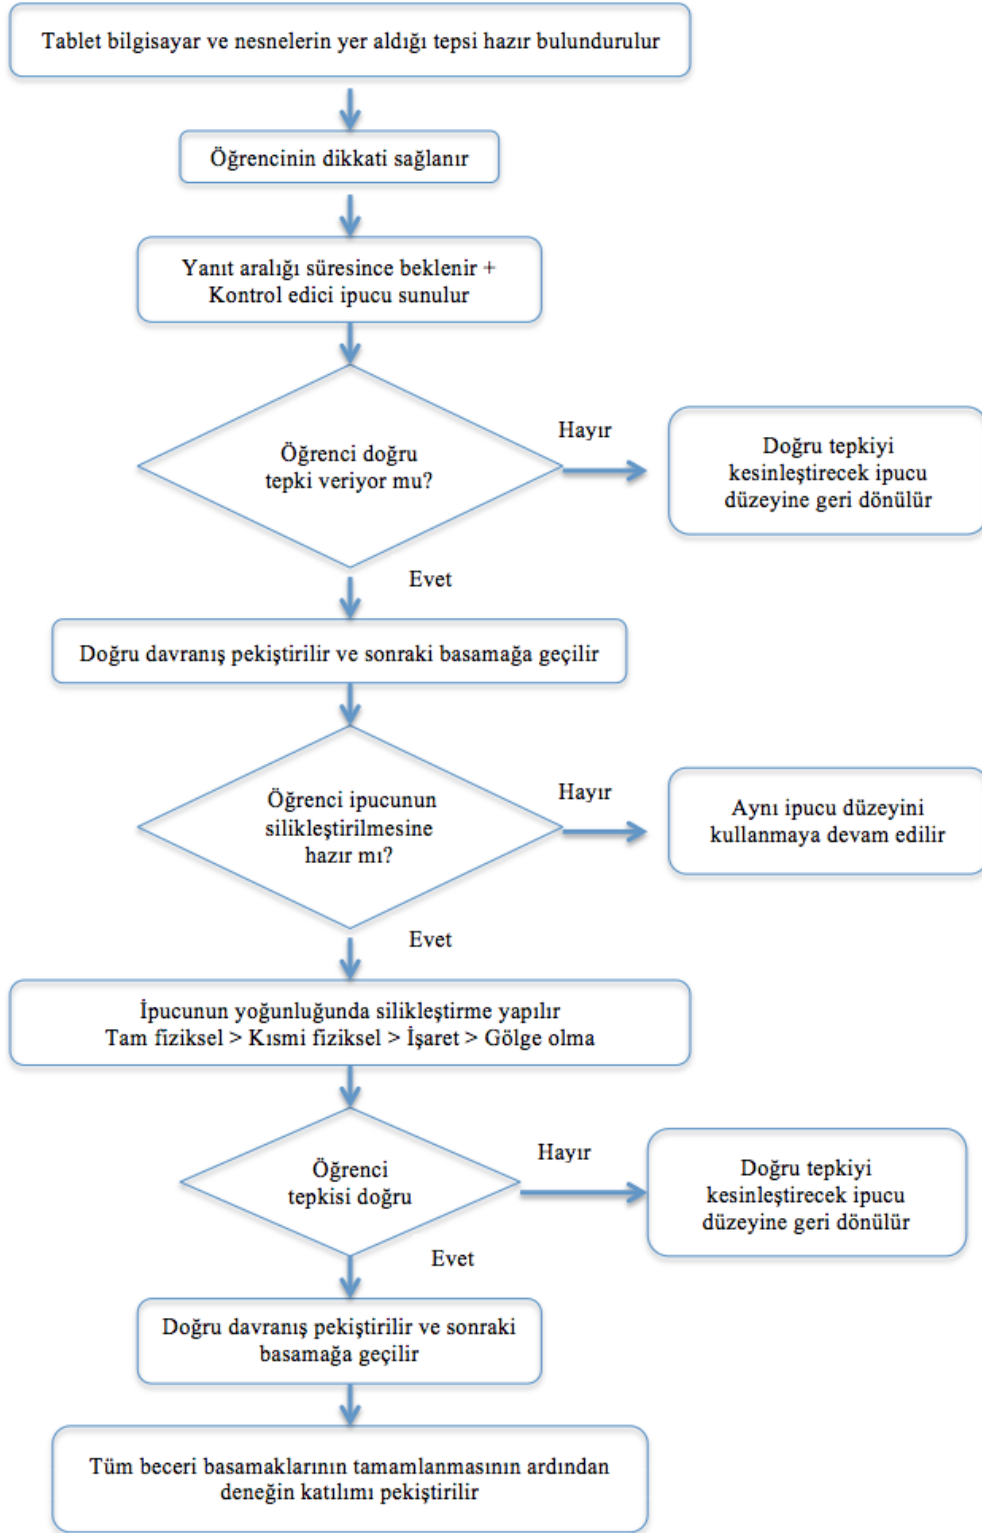 Tablet bilgisayar ve nesnelerin yer aldığı tepsi hazır bulundurulur
Öğrencinin dikkati sağlanır
Yanıt aralığı süresince beklenir +
Kontrol edici ipucu sunulur
Öğrenci doğru
tepki veriyor mu?
Hayır
Doğru tepkiyi
kesinleştirecek ipucu
düzeyine geri dönülür
Evet
Doğru davranış pekiştirilir ve sonraki basamağa geçilir
Öğrenci ipucunun
silikleştirilmesine
hazır mı?
Hayır
Aynı ipucu düzeyini
kullanmaya devam edilir
Evet
İpucunun yoğunluğunda silikleştirme yapılır
Tam fiziksel > Kısmi fiziksel > İşaret > Gölge olma
Öğrenci
tepkisi doğru
Hayır
Doğru tepkiyi
kesinleştirecek ipucu
düzeyine geri dönülür
Evet
Doğru davranış pekiştirilir ve sonraki
basamağa geçilir
Tüm beceri basamaklarının tamamlanmasının ardından
deneğin katılımı pekiştirilir